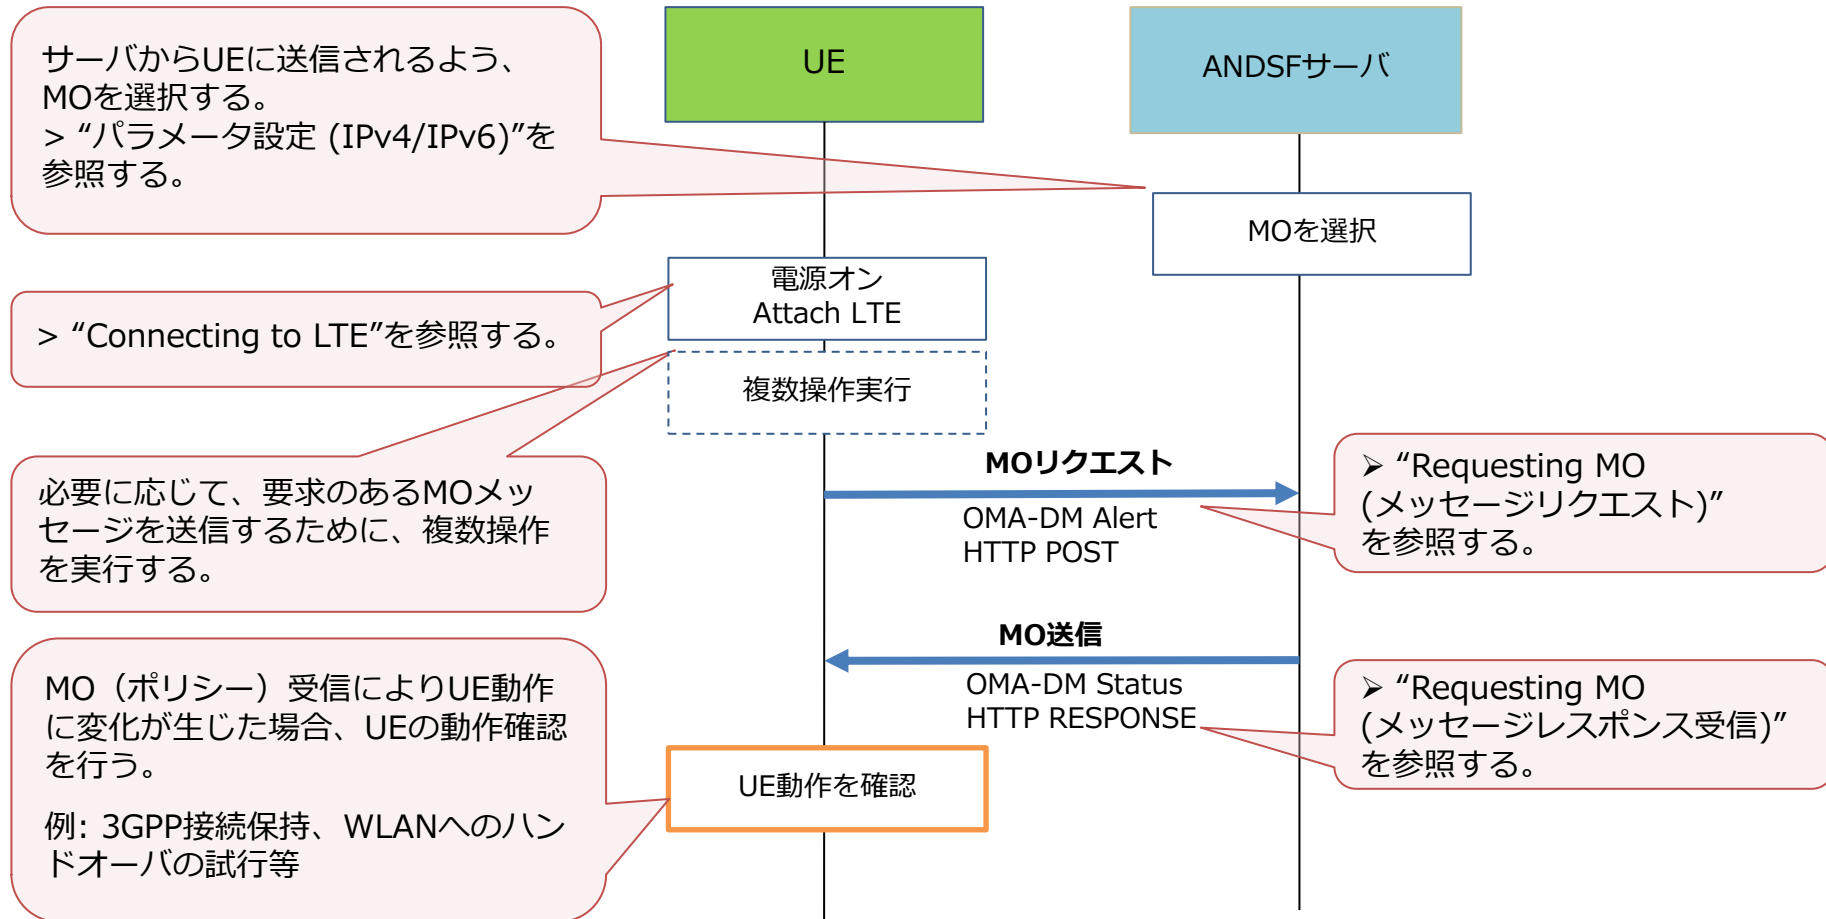 サーバからUEに送信されるよう、
MOを選択する。
> “パラメータ設定 (IPv4/IPv6)”を
参照する。
UE
ANDSFサーバ
MOを選択
電源オン
Attach LTE
> “Connecting to LTE”を参照する。
複数操作実行
必要に応じて、要求のあるMOメッ
セージを送信するために、複数操作
を実行する。
MOリクエスト
OMA-DM Alert
HTTP POST
➢ “Requesting MO
(メッセージリクエスト)”
を参照する。
MO送信
OMA-DM Status
HTTP RESPONSE
➢ “Requesting MO
(メッセージレスポンス受信)”
を参照する。
MO（ポリシー）受信によりUE動作
に変化が生じた場合、UEの動作確認
を行う。
例: 3GPP接続保持、WLANへのハン
ドオーバの試行等
UE動作を確認